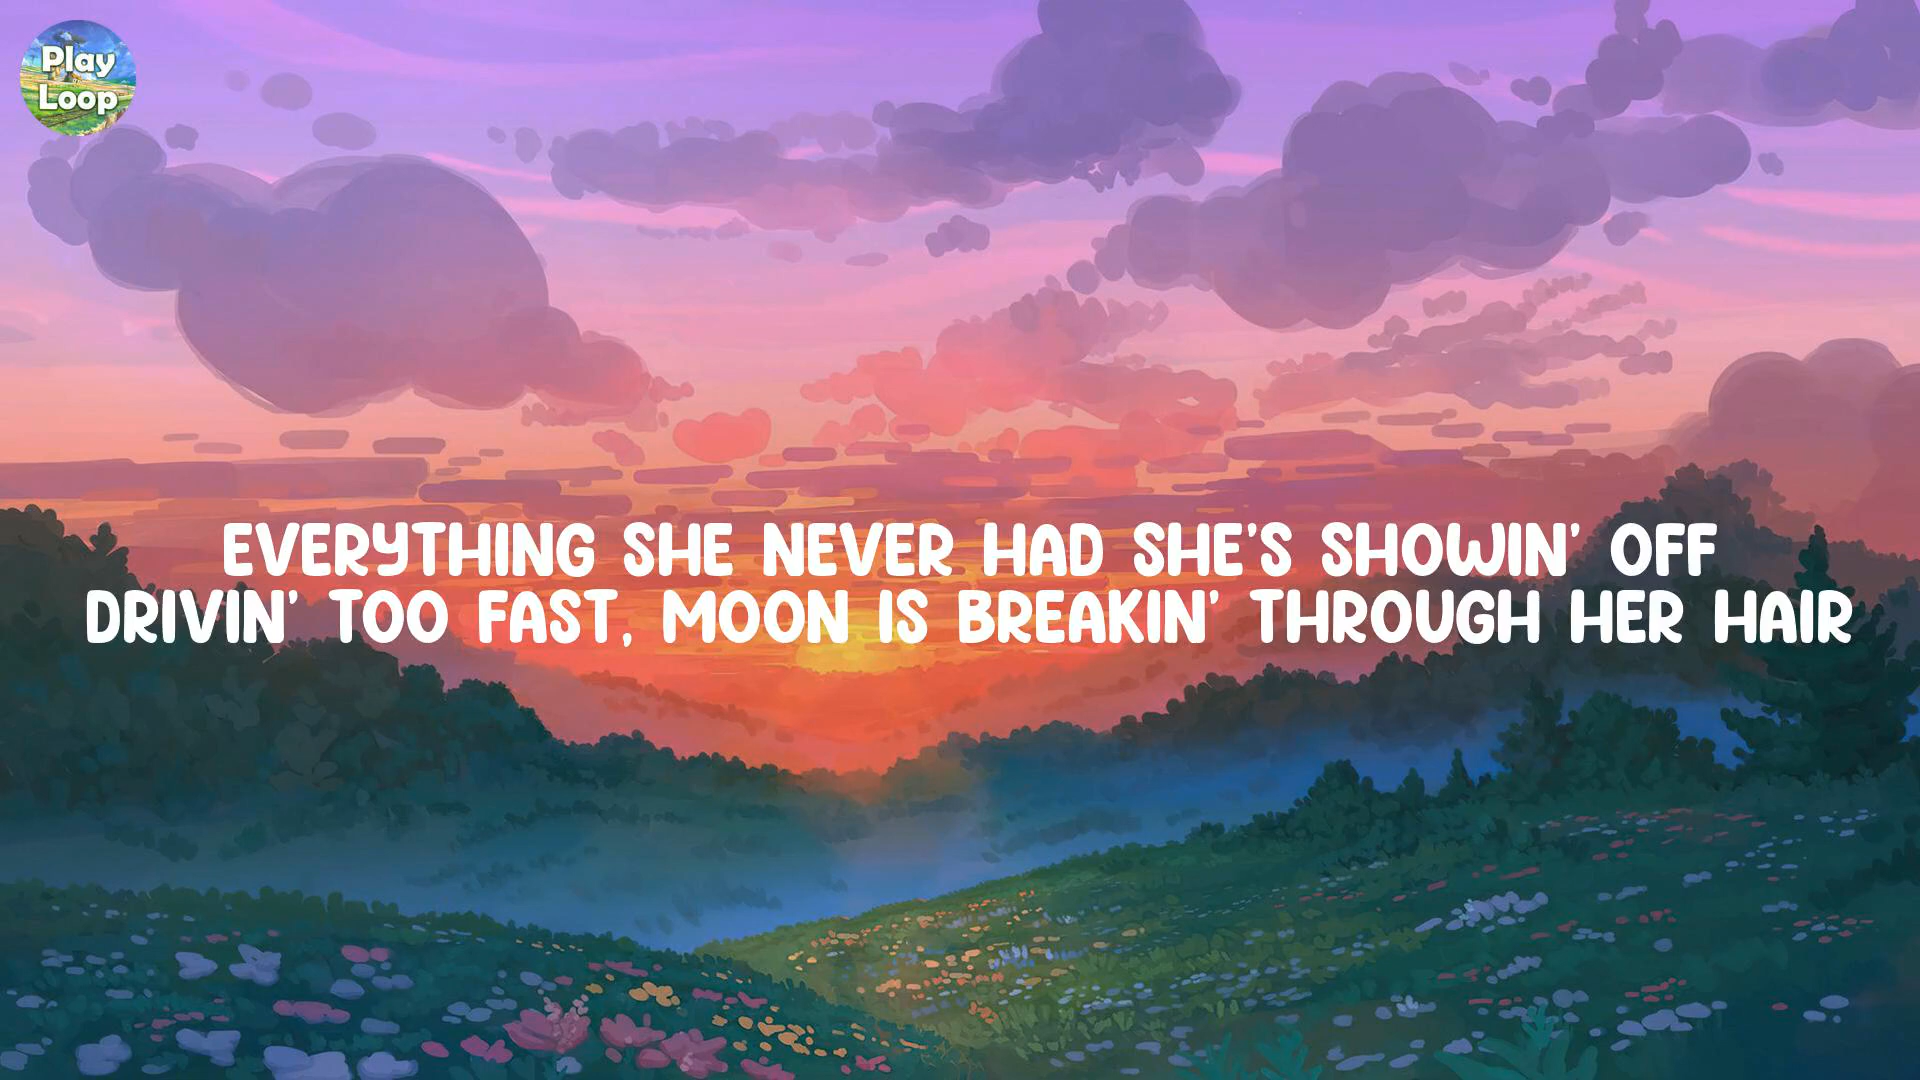 Play
Loop
EVERYTHING SHE NEVER HAD SHE'S SHOWIN' OFF
DRIVIN' TOO FAST, MOON IS BREAKIN' THROUGH HER HAIR